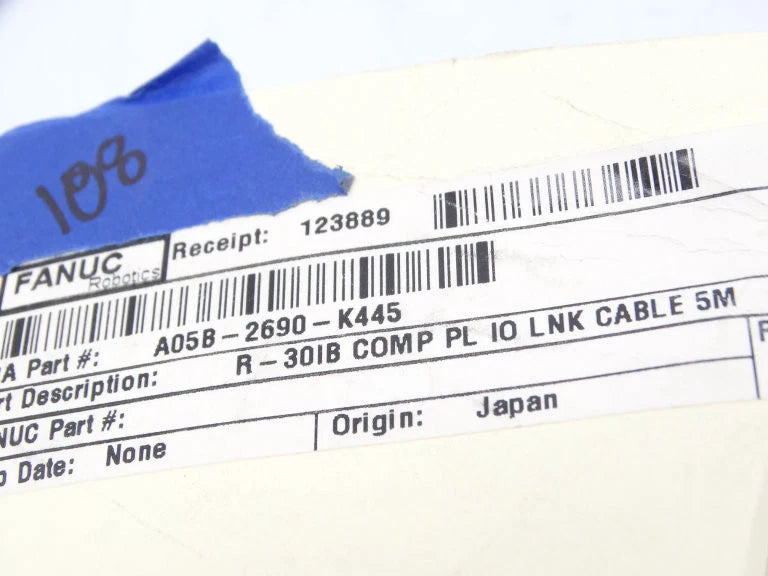 108
FANUC
Robotics
Receipt: 123889
A Part #: A05B-2690-K445
rt Description: R-30IB COMP PL IO LNK CABLE 5M
NUC Part #:
p Date: None
Origin: Japan